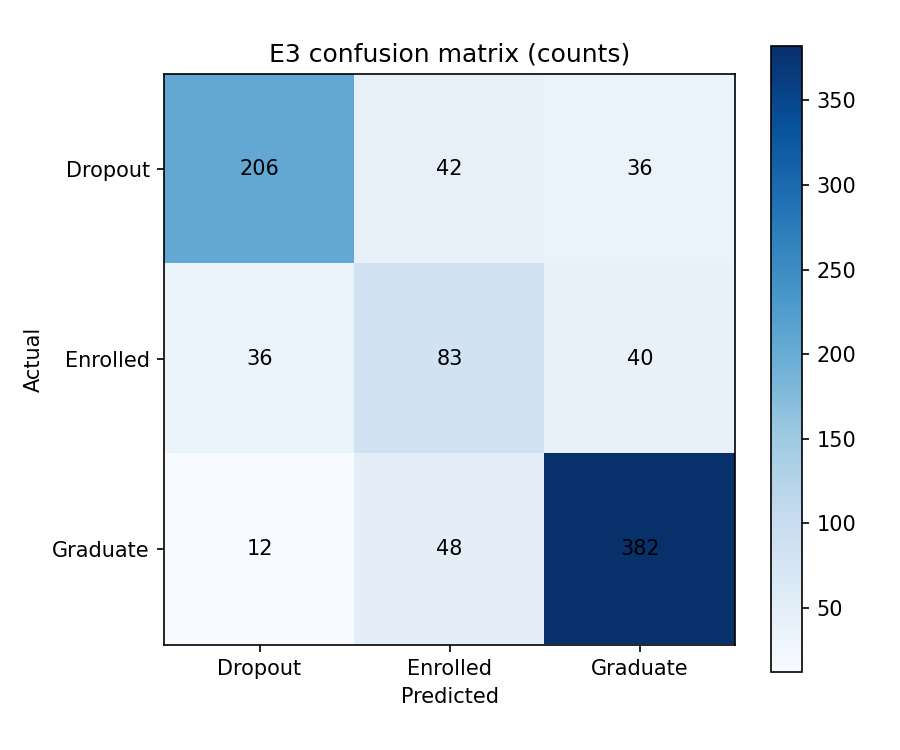 E3 confusion matrix (counts)
Actual
Dropout
206
42
36
Enrolled
36
83
40
Graduate
12
48
382
Dropout
Enrolled
Graduate
Predicted
350
300
250
200
150
100
50